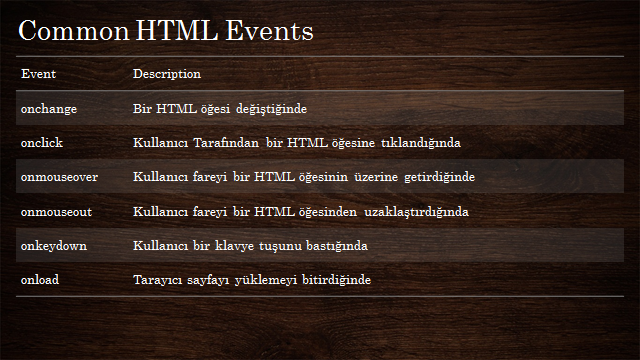 Common HTML Events
Event Description
onchange Bir HTML öğesi değiştiğinde
onclick Kullanıcı Tarafından bir HTML öğesine tıklandığında
onmouseover Kullanıcı fareyi bir HTML öğesinin üzerine getirdiğinde
onmouseout Kullanıcı fareyi bir HTML öğesinden uzaklaştırdığında
onkeydown Kullanıcı bir klavye tuşunu bastığında
onload Tarayıcı sayfayı yüklemeyi bitirdiğinde